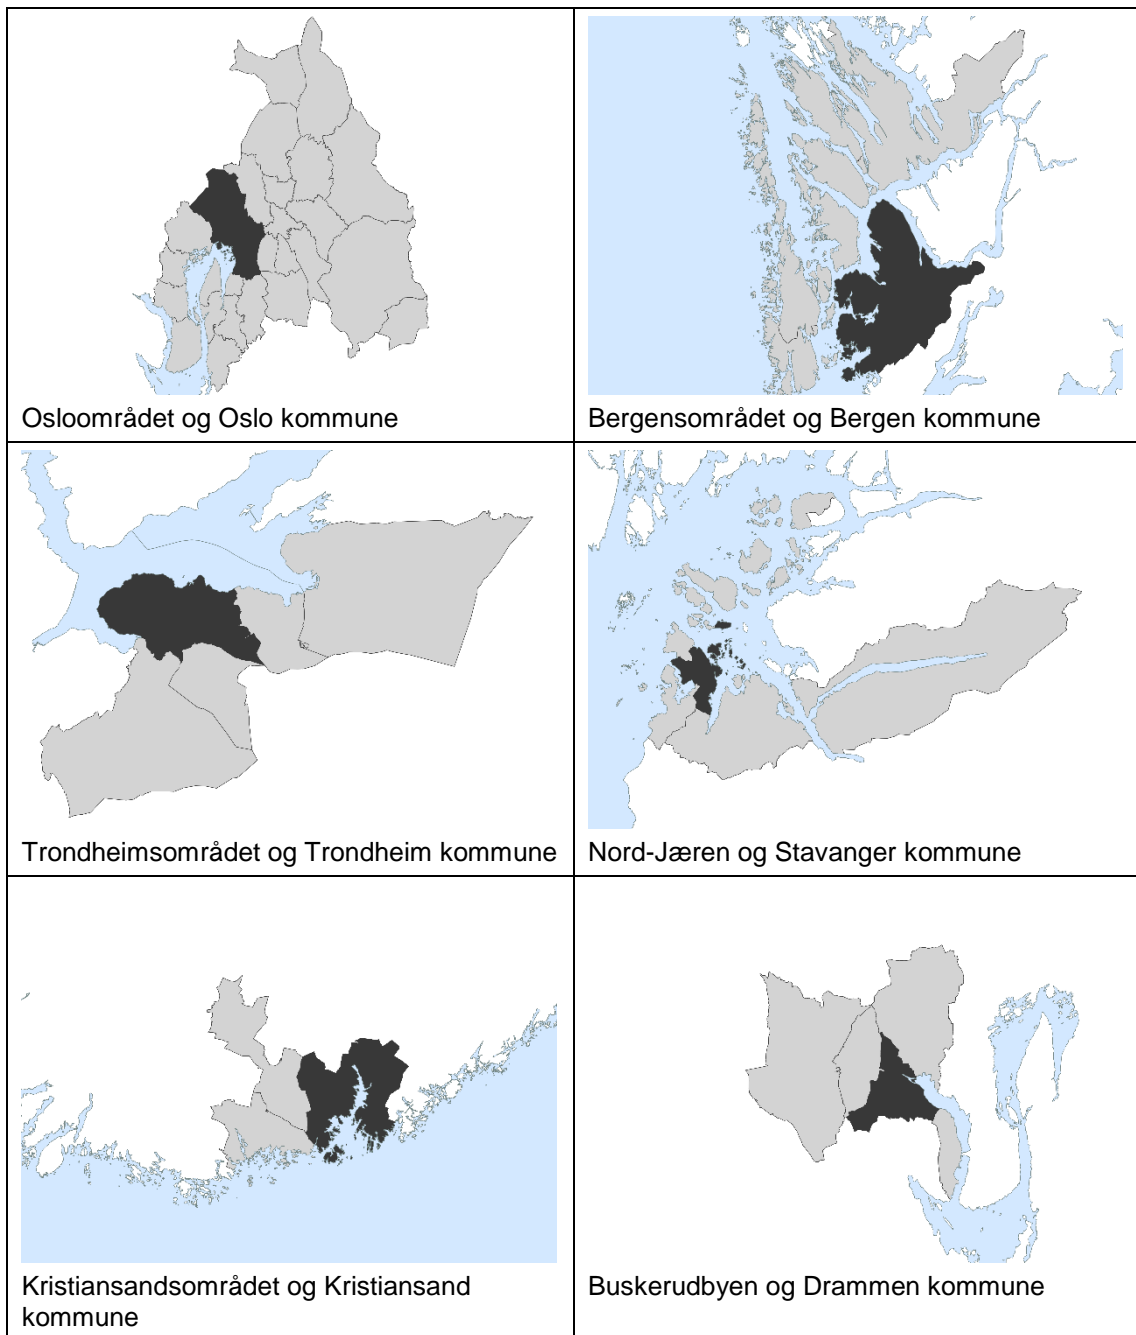 Osloområdet og Oslo kommune
Bergensområdet og Bergen kommune
Trondheimsområdet og Trondheim kommune
Nord-Jæren og Stavanger kommune
Kristiansandsområdet og Kristiansand
kommune
Buskerudbyen og Drammen kommune